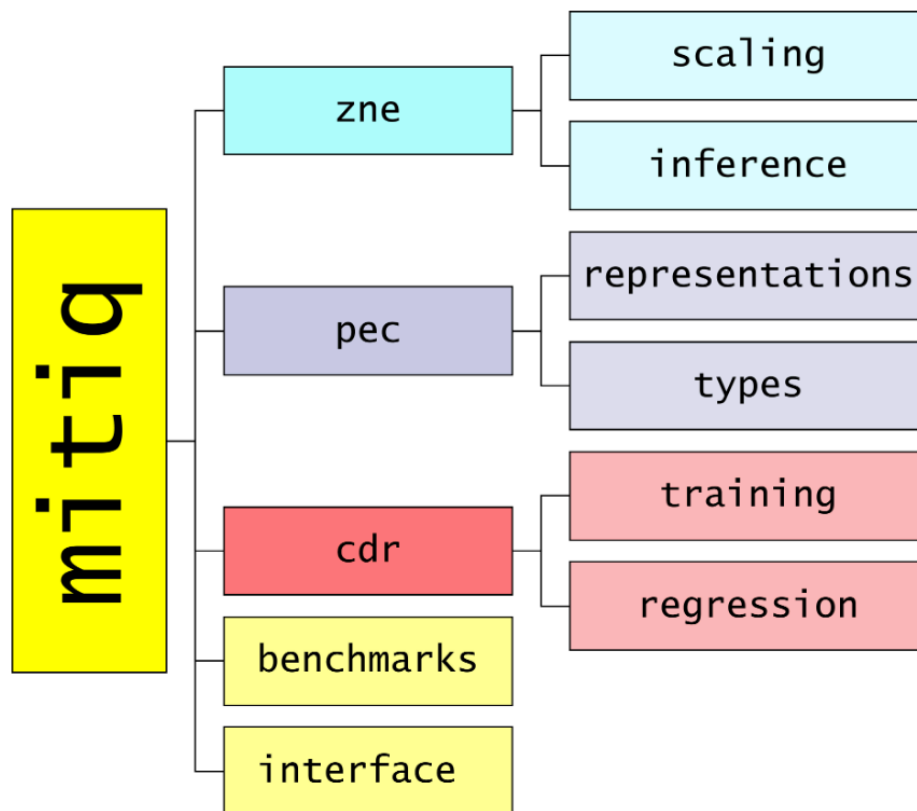 mitiq
zne
scaling
inference
pec
representations
types
cdr
training
regression
benchmarks
interface